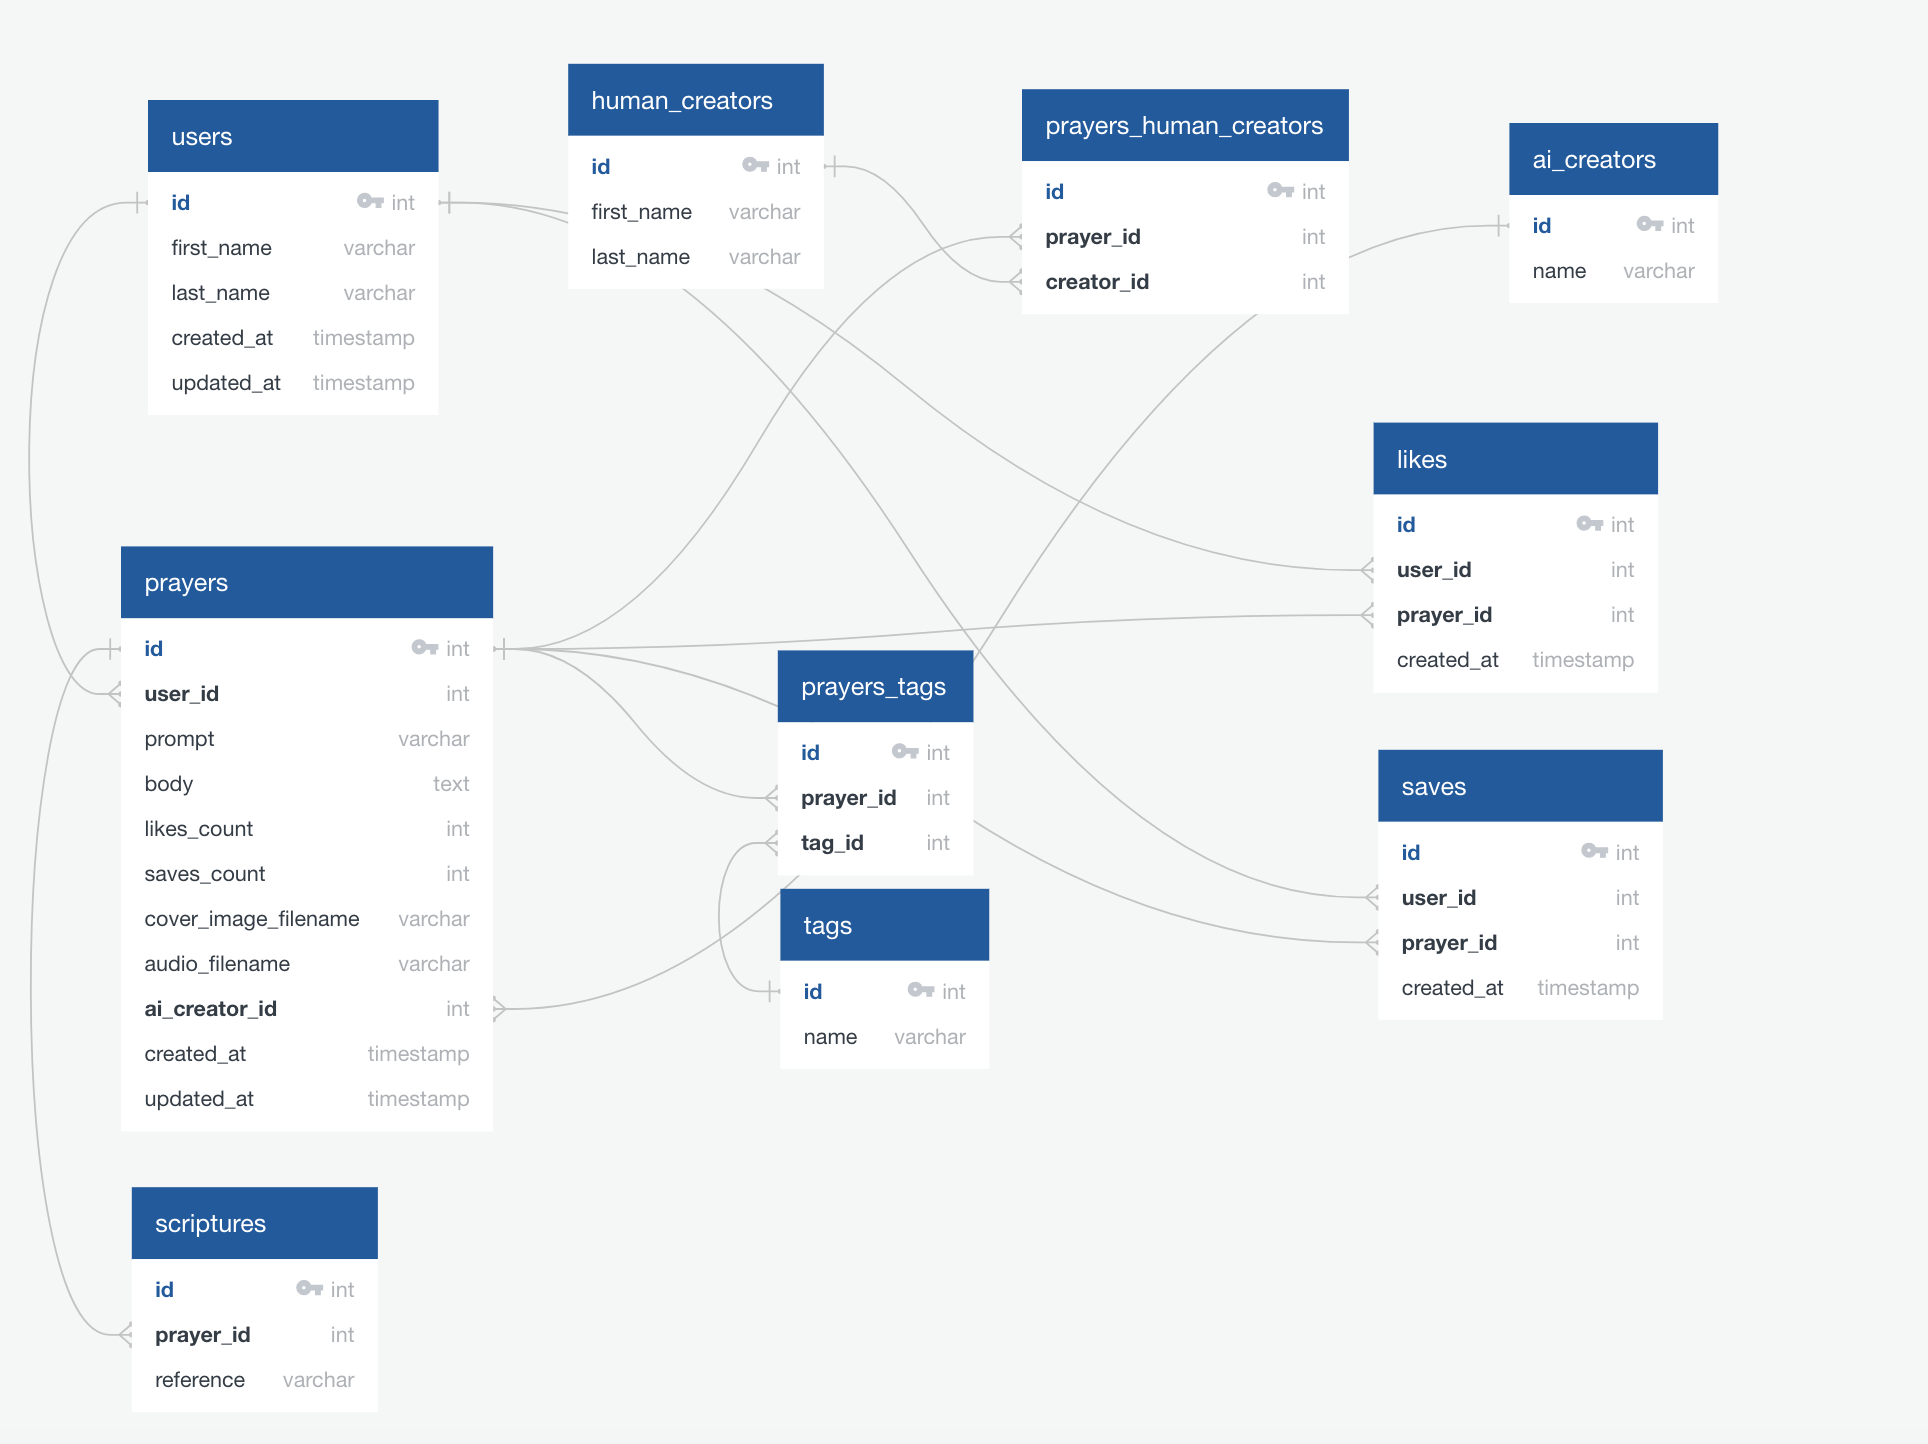 users
id int
first_name varchar
last_name varchar
created_at timestamp
updated_at timestamp
human_creators
id int
first_name varchar
last_name varchar
prayers_human_creators
id int
prayer_id int
creator_id int
ai_creators
id int
name varchar
likes
id int
user_id int
prayer_id int
created_at timestamp
prayers
id int
user_id int
prompt varchar
body text
likes_count int
saves_count int
cover_image_filename varchar
audio_filename varchar
ai_creator_id int
created_at timestamp
updated_at timestamp
prayers_tags
id int
prayer_id int
tag_id int
saves
id int
user_id int
prayer_id int
created_at timestamp
tags
id int
name varchar
scriptures
id int
prayer_id int
reference varchar